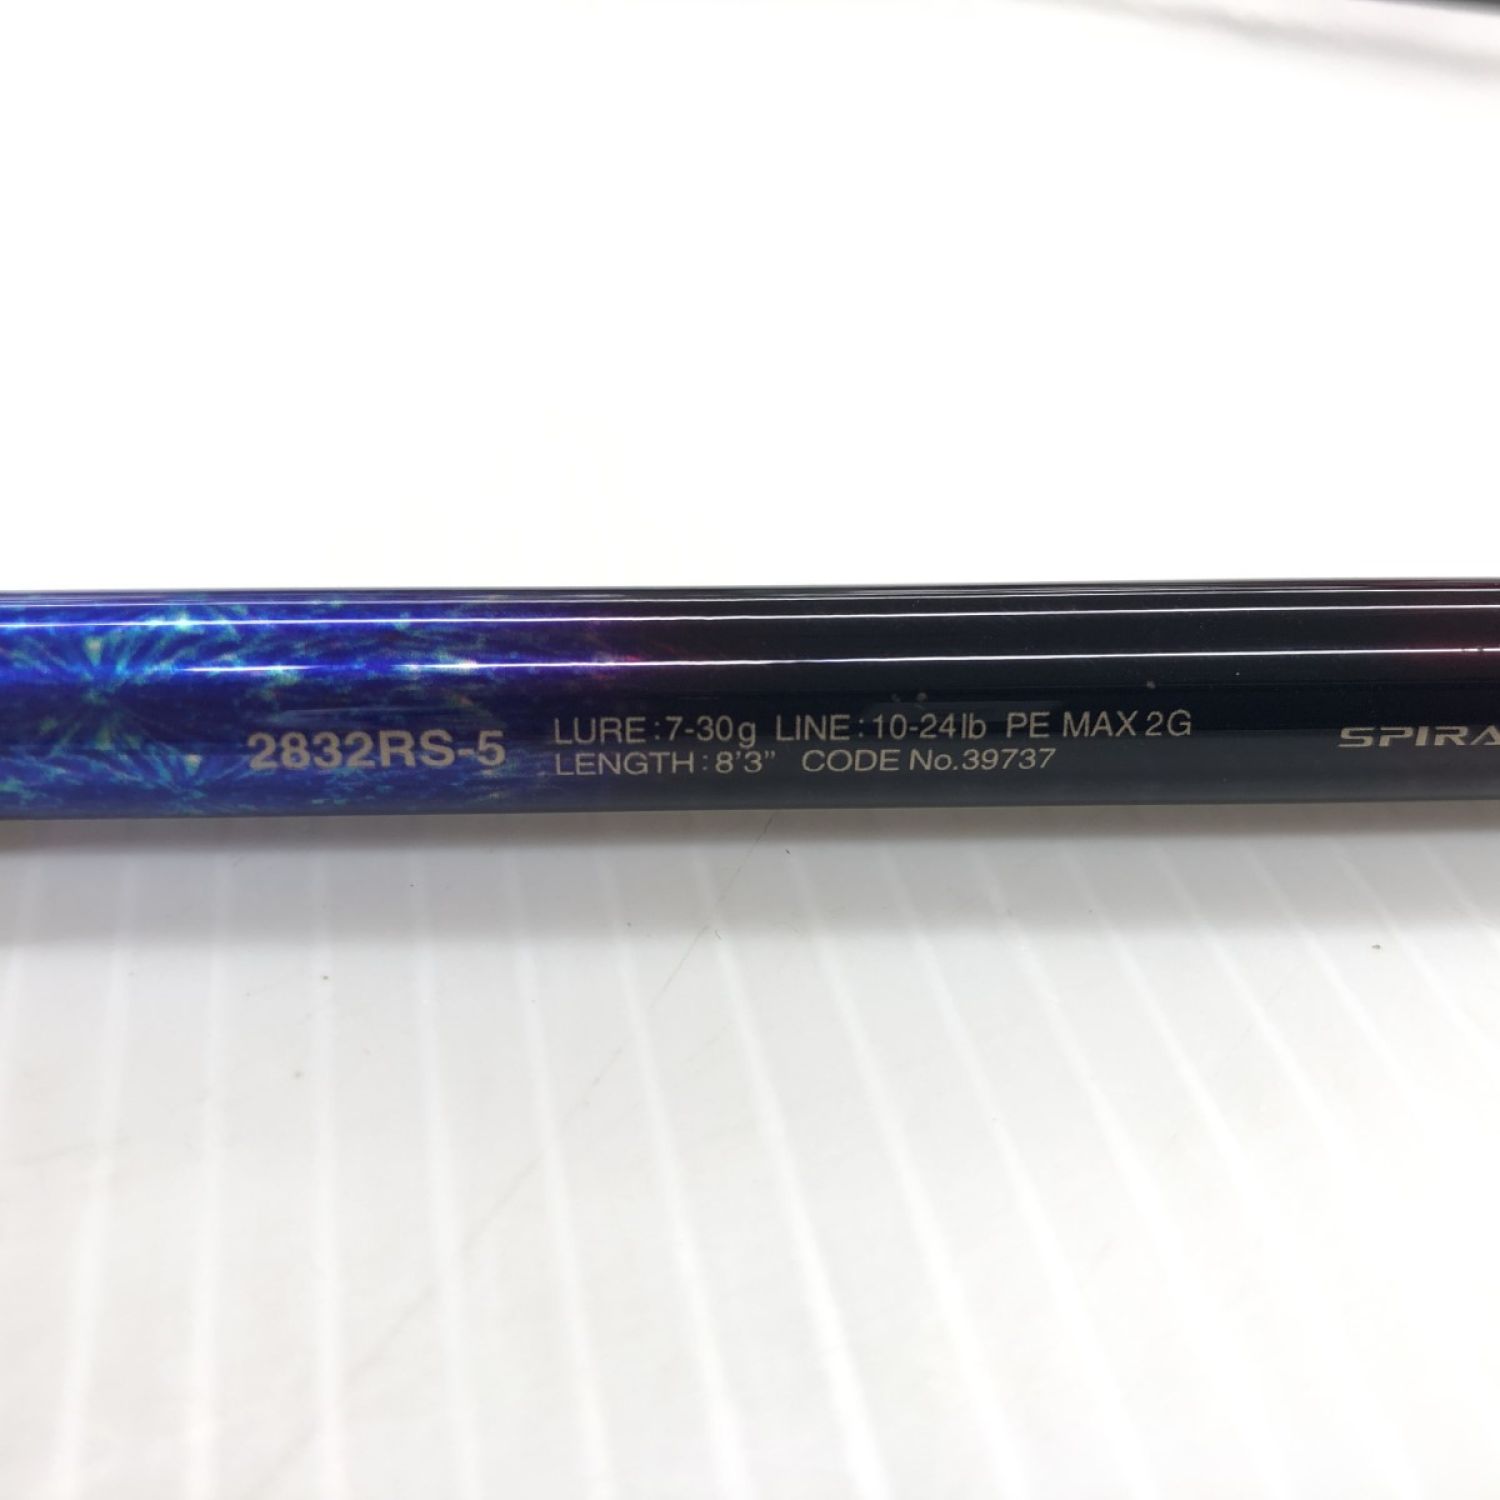 2832RS-5
LURE:7-30g LINE:10-24lb PE MAX 2G
LENGTH:8'3" CODE No.39737
SPIRA